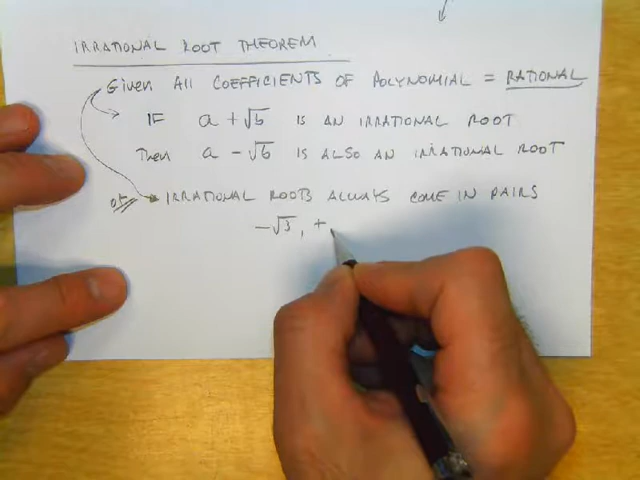 IRRATIONAL ROOT THEOREM
Given ALL COEFFICIENTS OF POLYNOMIAL = RATIONAL
IF a + √b IS AN IRRATIONAL ROOT
Then a - √b IS ALSO AN IRRATIONAL ROOT
or IRRATIONAL ROOTS ALWAYS COME IN PAIRS
-√3, +